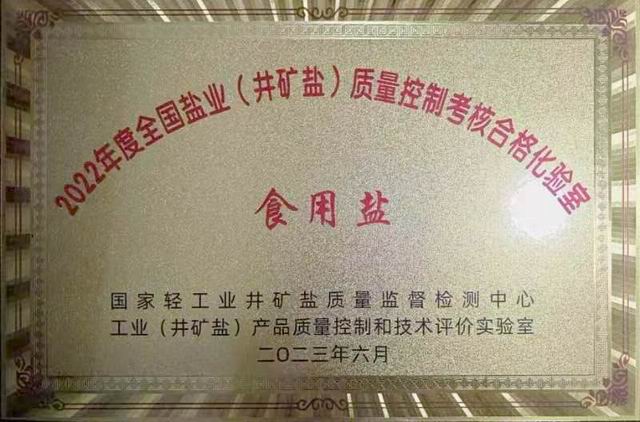 2022年度全国盐业（井矿盐）质量控制考核合格化验室
食用盐
国家轻工业井矿盐质量监督检测中心
工业（井矿盐）产品质量控制和技术评价实验室
二〇二三年六月